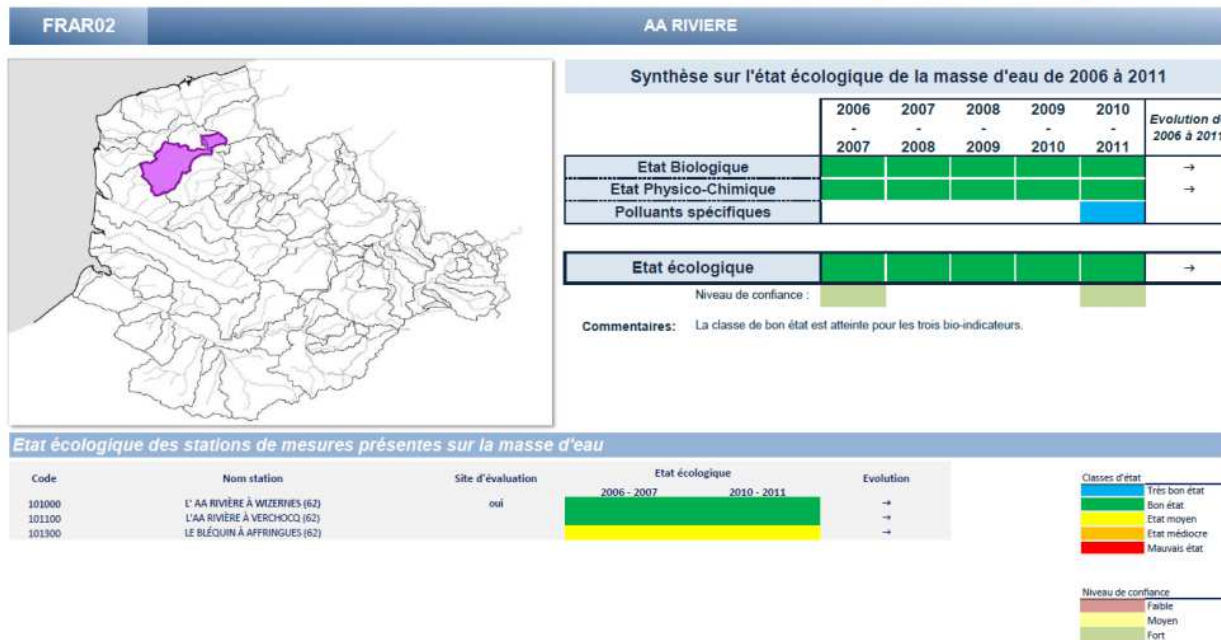 FRAR02 AA RIVIERE
Synthèse sur l'état écologique de la masse d'eau de 2006 à 2011
2006 2007 2008 2009 2010 Evolution de
- - - - - 2006 à 2011
2007 2008 2009 2010 2011
Etat Biologique →
Etat Physico-Chimique →
Polluants spécifiques
Etat écologique →
Niveau de confiance :
Commentaires: La classe de bon état est atteinte pour les trois bio-indicateurs.
Etat écologique des stations de mesures présentes sur la masse d'eau
Code Nom station Site d'évaluation Etat écologique Evolution
2006 - 2007 2010 - 2011
101000 L' AA RIVIÈRE À WIZERNES (62) oui →
101100 L'AA RIVIÈRE À VERCHOCQ (62) →
101300 LE BLÉQUIN À AFFRINGUES (62) →
Classes d'état
Très bon état
Bon état
Etat moyen
Etat médiocre
Mauvais état
Niveau de confiance
Faible
Moyen
Fort